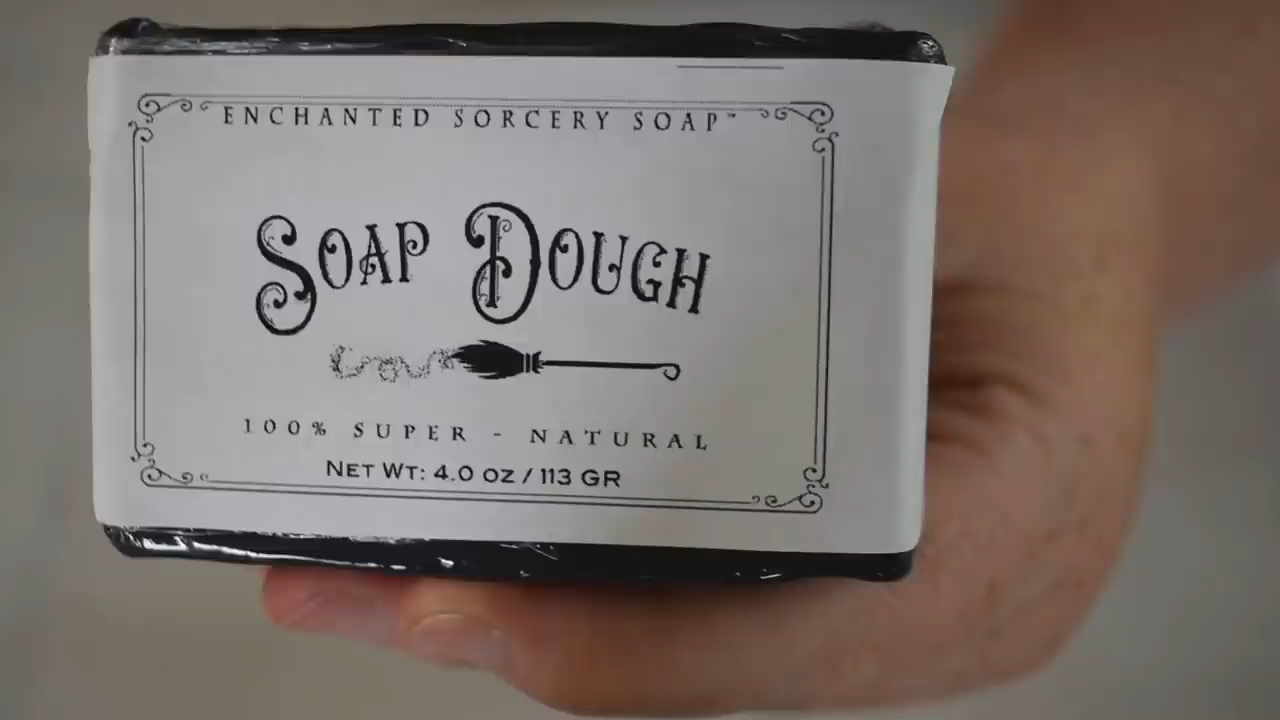 ENCHANTED SORCERY SOAP™
SOAP DOUGH
100% SUPER - NATURAL
NET WT: 4.0 OZ / 113 GR